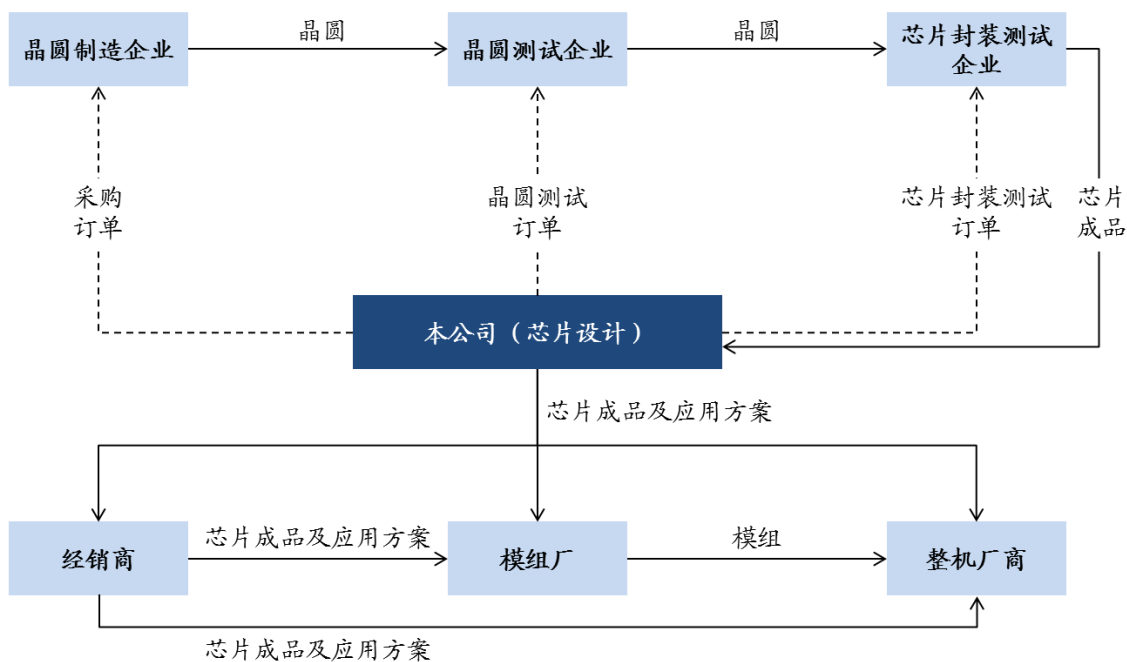 晶圆
晶圆
晶圆制造企业
晶圆测试企业
芯片封装测试
企业
采购
订单
晶圆测试
订单
芯片封装测试
订单
芯片
成品
本公司（芯片设计）
芯片成品及应用方案
经销商
芯片成品及应用方案
模组厂
模组
整机厂商
芯片成品及应用方案